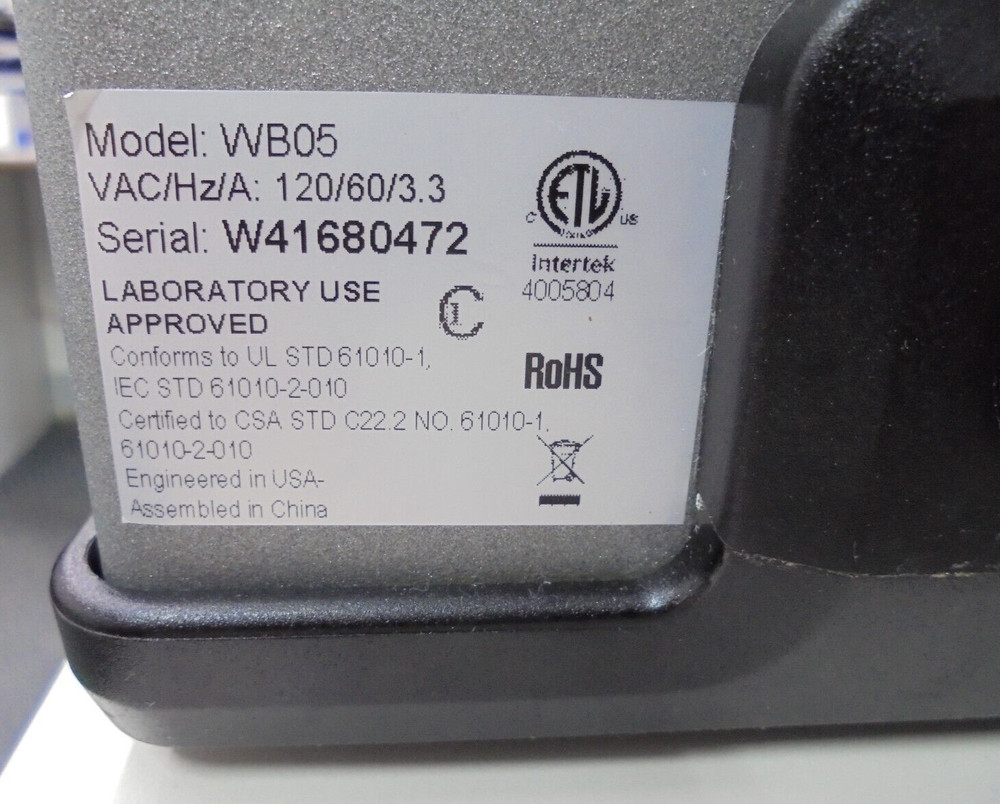 Model: WB05
VAC/Hz/A: 120/60/3.3
Serial: W41680472
LABORATORY USE
APPROVED
Conforms to UL STD 61010-1,
IEC STD 61010-2-010
Certified to CSA STD C22.2 NO. 61010-1,
61010-2-010
Engineered in USA-
Assembled in China
ETL
C US
Intertek
4005804
RoHS